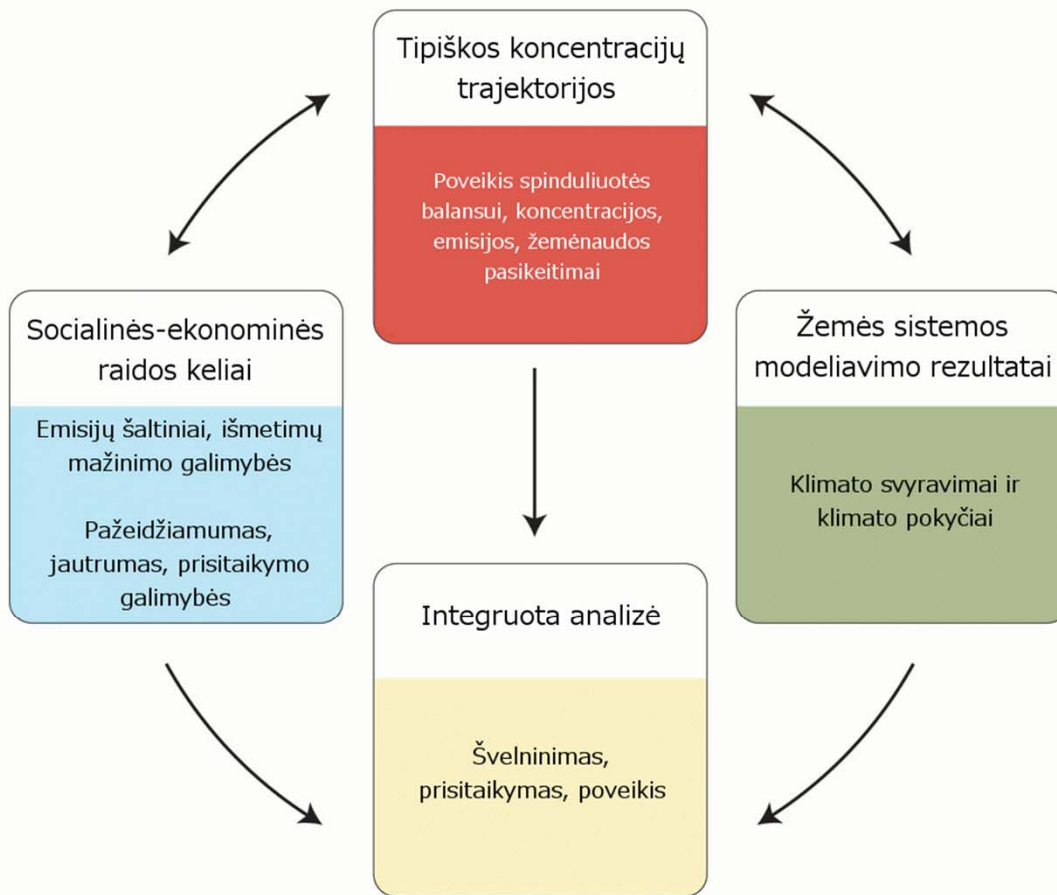 Tipiškos koncentracijų
trajektorijos
Poveikis spinduliuotės
balansui, koncentracijos,
emisijos, žemėnaudos
pasikeitimai
Socialinės-ekonominės
raidos keliai
Emisijų šaltiniai, išmetimų
mažinimo galimybės
Pažeidžiamumas,
jautrumas, prisitaikymo
galimybės
Žemės sistemos
modeliavimo rezultatai
Klimato svyravimai ir
klimato pokyčiai
Integruota analizė
Švelninimas,
prisitaikymas, poveikis